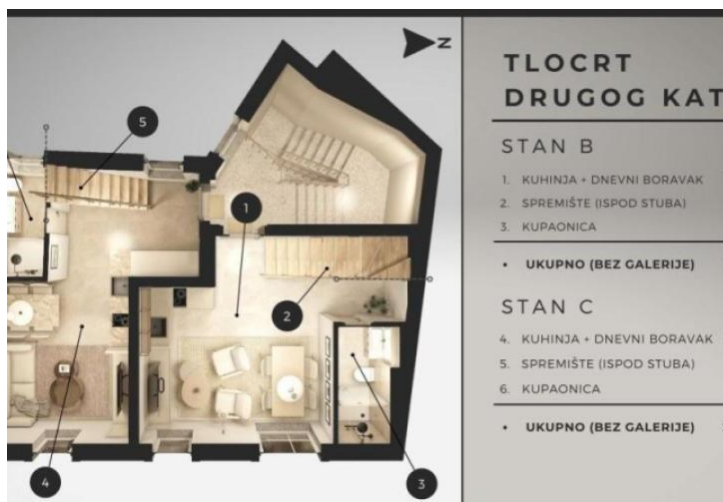 N
TLOCRT
DRUGOG KAT
STAN B
1. KUHINJA + DNEVNI BORAVAK
2. SPREMIŠTE (ISPOD STUBA)
3. KUPAONICA
• UKUPNO (BEZ GALERIJE)
STAN C
4. KUHINJA + DNEVNI BORAVAK
5. SPREMIŠTE (ISPOD STUBA)
6. KUPAONICA
• UKUPNO (BEZ GALERIJE)
5
1
2
4
3